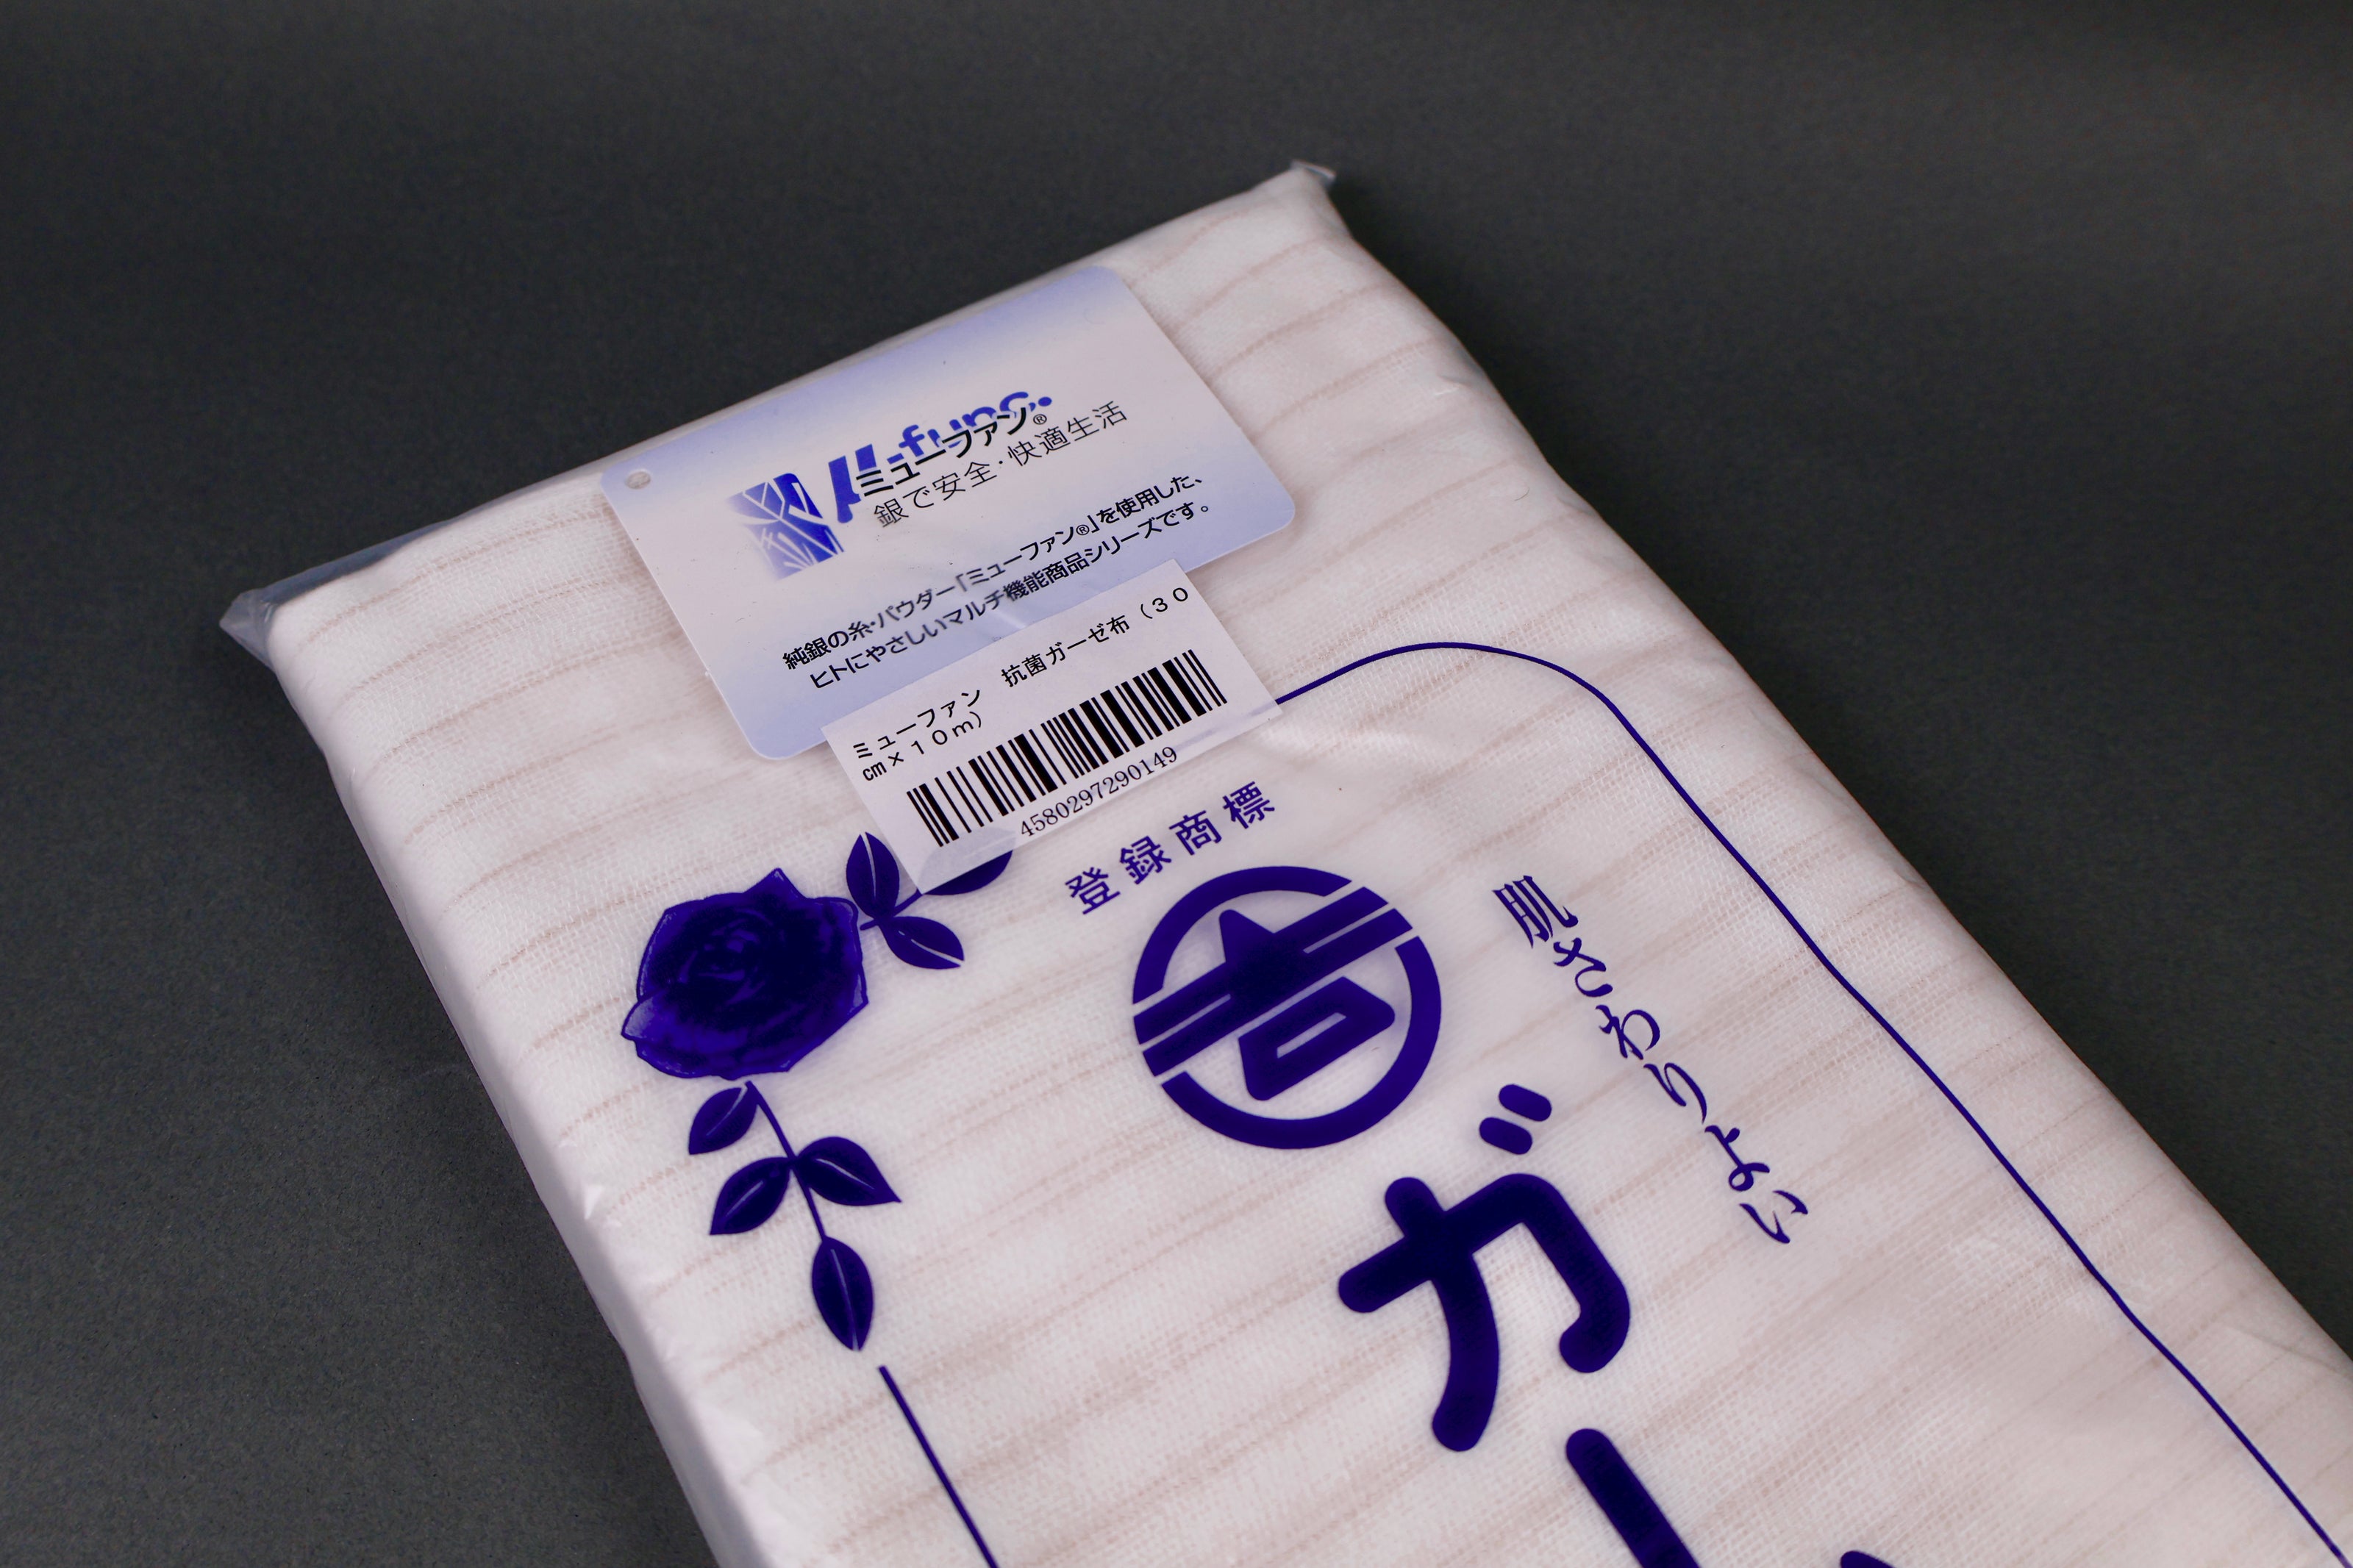 μ-func.
ミューファン®
銀で安全・快適生活
純銀の糸・パウダー「ミューファン®」を使用した、
ヒトにやさしいマルチ機能商品シリーズです。
ミューファン 抗菌ガーゼ布（30
cm×10m）
4580297290149
登録商標
吉
肌ざわりよい
ガー